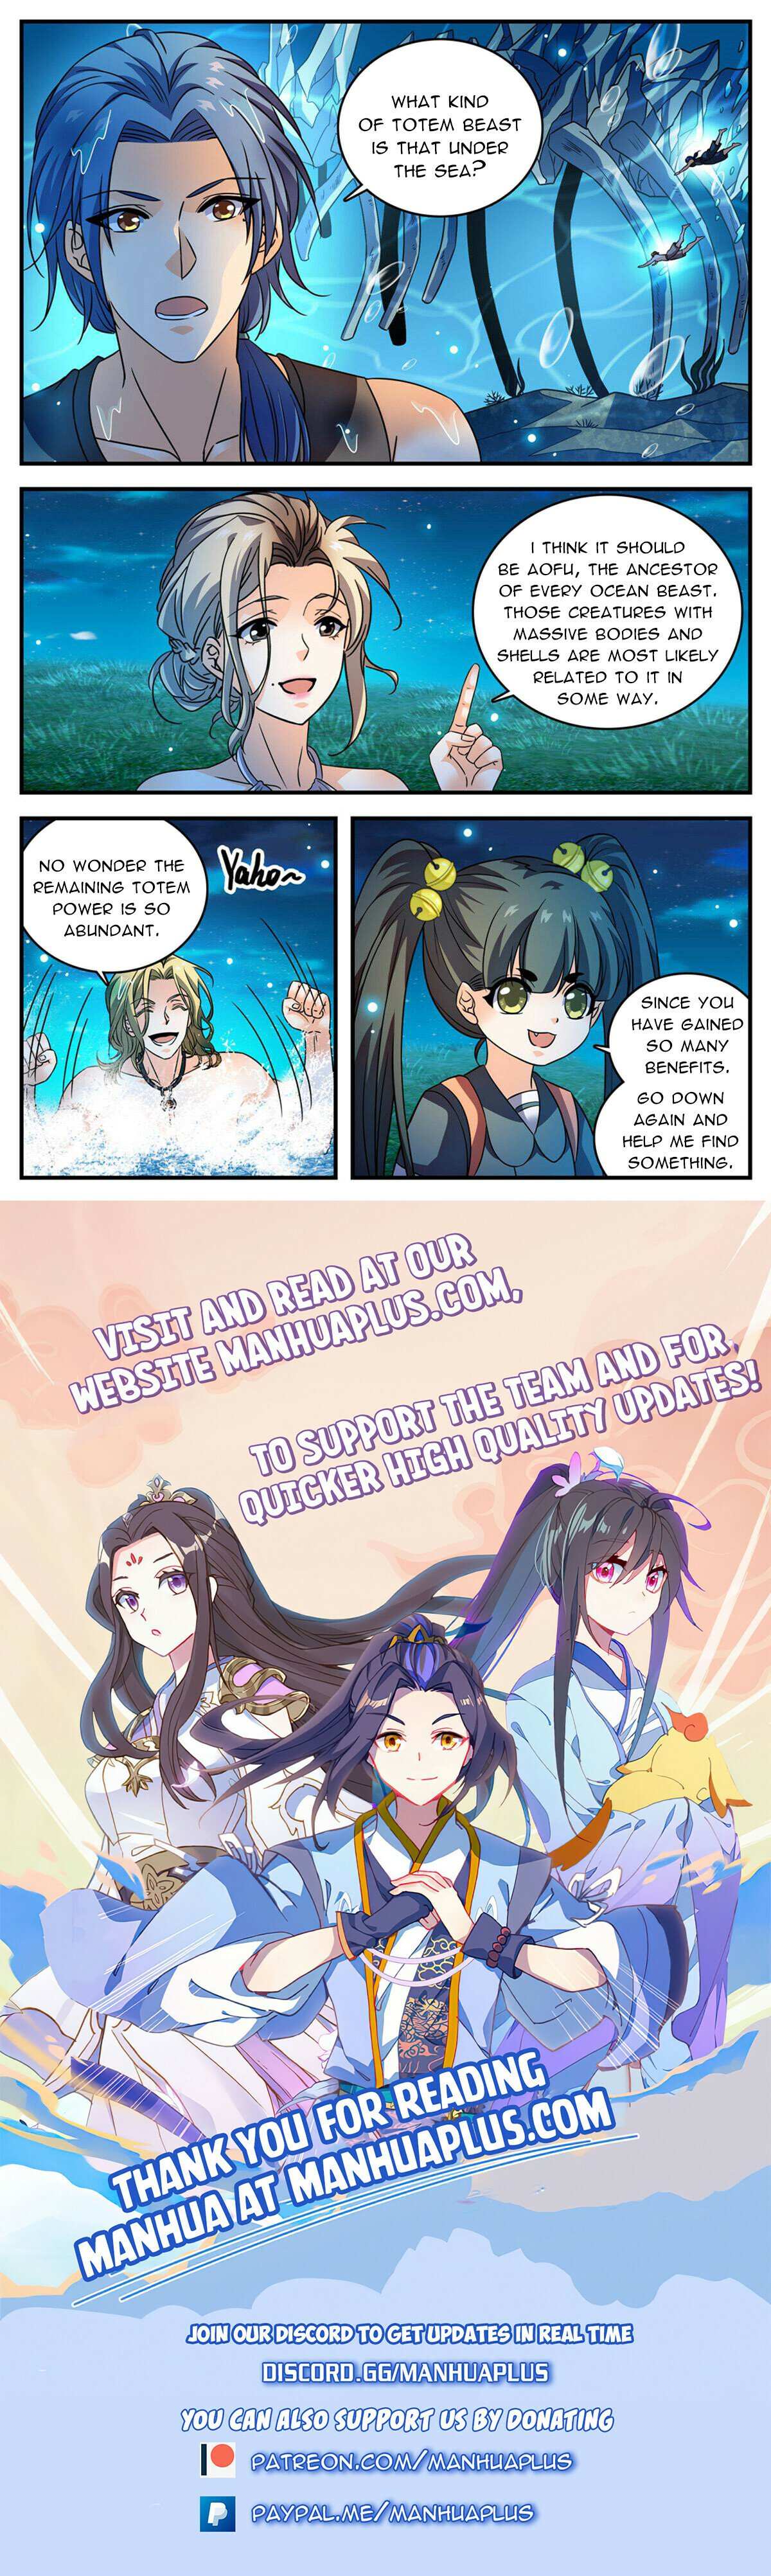 WHAT KIND
OF TOTEM BEAST
IS THAT UNDER
THE SEA?
I THINK IT SHOULD
BE AOFU, THE ANCESTOR
OF EVERY OCEAN BEAST.
THOSE CREATURES WITH
MASSIVE BODIES AND
SHELLS ARE MOST LIKELY
RELATED TO IT IN
SOME WAY.
NO WONDER THE
REMAINING TOTEM
POWER IS SO
ABUNDANT.
Yaho~
SINCE YOU
HAVE GAINED
SO MANY
BENEFITS.
GO DOWN
AGAIN AND
HELP ME FIND
SOMETHING.
VISIT AND READ AT OUR
WEBSITE MANHUAPLUS.COM,
TO SUPPORT THE TEAM AND FOR
QUICKER HIGH QUALITY UPDATES!
THANK YOU FOR READING
MANHUA AT MANHUAPLUS.COM
JOIN OUR DISCORD TO GET UPDATES IN REAL TIME
DISCORD.GG/MANHUAPLUS
YOU CAN ALSO SUPPORT US BY DONATING
PATREON.COM/MANHUAPLUS
PAYPAL.ME/MANHUAPLUS